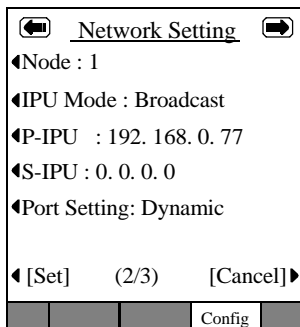 Network Setting
Node : 1
IPU Mode : Broadcast
P-IPU : 192. 168. 0. 77
S-IPU : 0. 0. 0. 0
Port Setting: Dynamic
[Set] (2/3) [Cancel]
Config